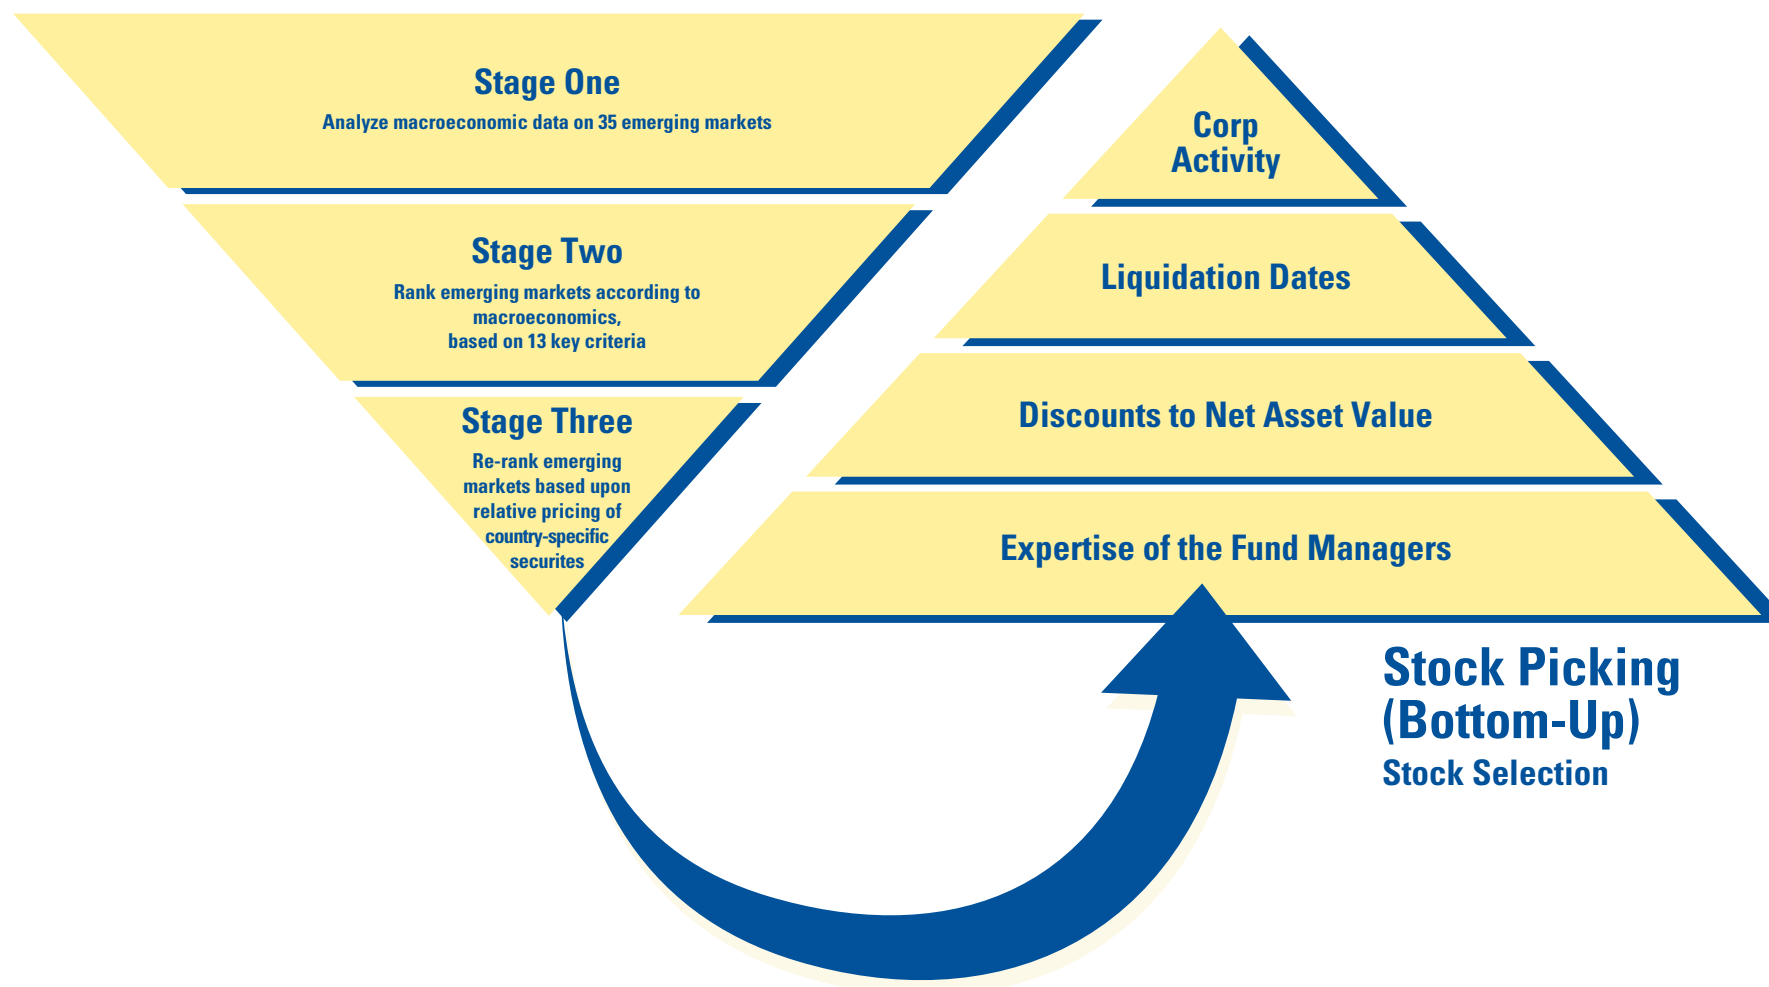 Stage One
Analyze macroeconomic data on 35 emerging markets
Stage Two
Rank emerging markets according to
macroeconomics,
based on 13 key criteria
Stage Three
Re-rank emerging
markets based upon
relative pricing of
country-specific
securites
Corp
Activity
Liquidation Dates
Discounts to Net Asset Value
Expertise of the Fund Managers
Stock Picking
(Bottom-Up)
Stock Selection